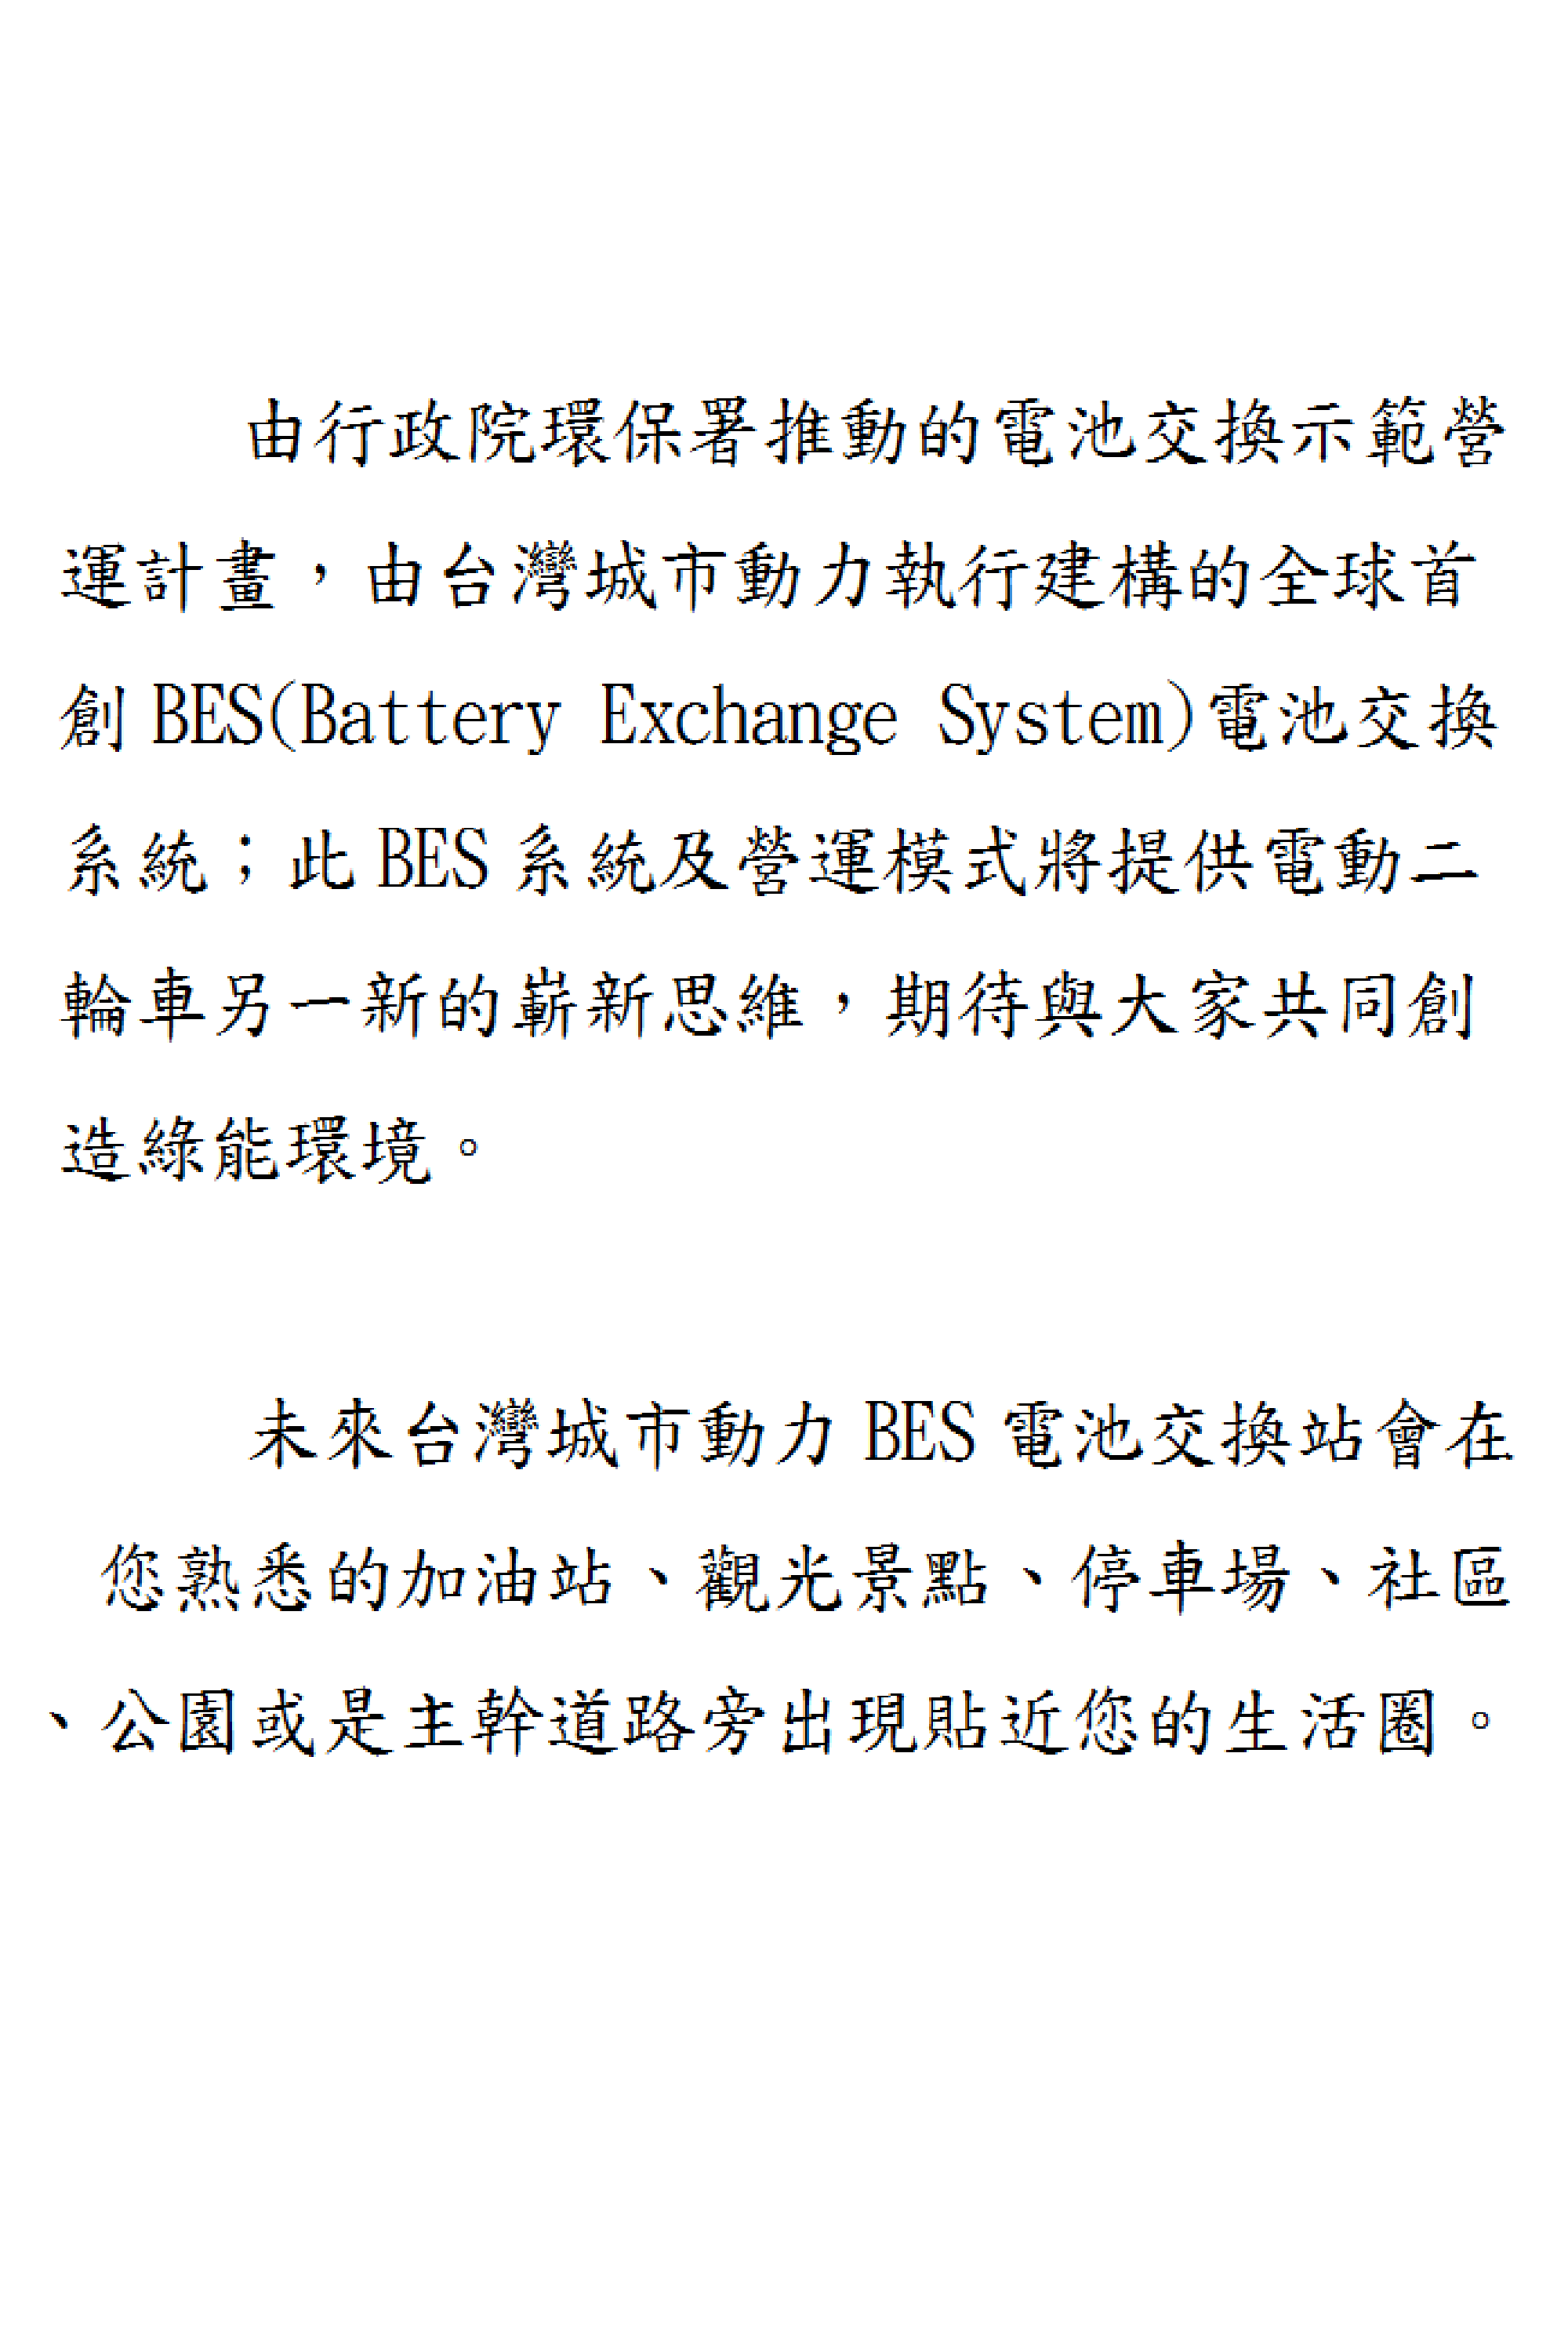 由行政院環保署推動的電池交換示範營
運計畫，由台灣城市動力執行建構的全球首
創 BES(Battery Exchange System)電池交換
系統；此 BES 系統及營運模式將提供電動二
輪車另一新的嶄新思維，期待與大家共同創
造綠能環境。
未來台灣城市動力 BES 電池交換站會在
您熟悉的加油站、觀光景點、停車場、社區
、公園或是主幹道路旁出現貼近您的生活圈。